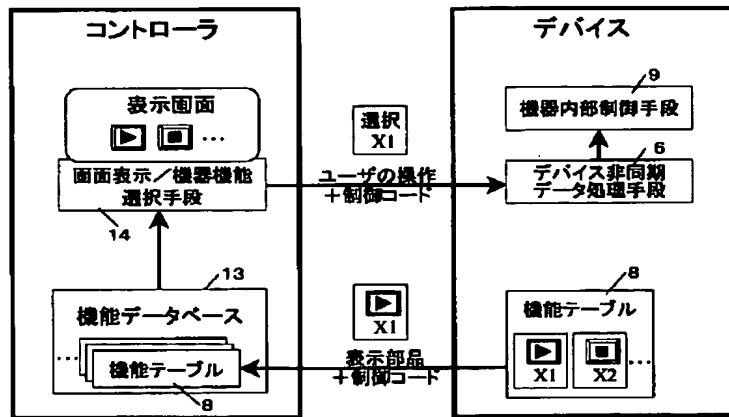 コントローラ
表示画面
…
画面表示／機器機能
選択手段
14
13
機能データベース
…
機能テーブル
8
選択
X1
ユーザの操作
＋制御コード
X1
表示部品
＋制御コード
デバイス
9
機器内部制御手段
6
デバイス非同期
データ処理手段
8
機能テーブル
X1
X2
…